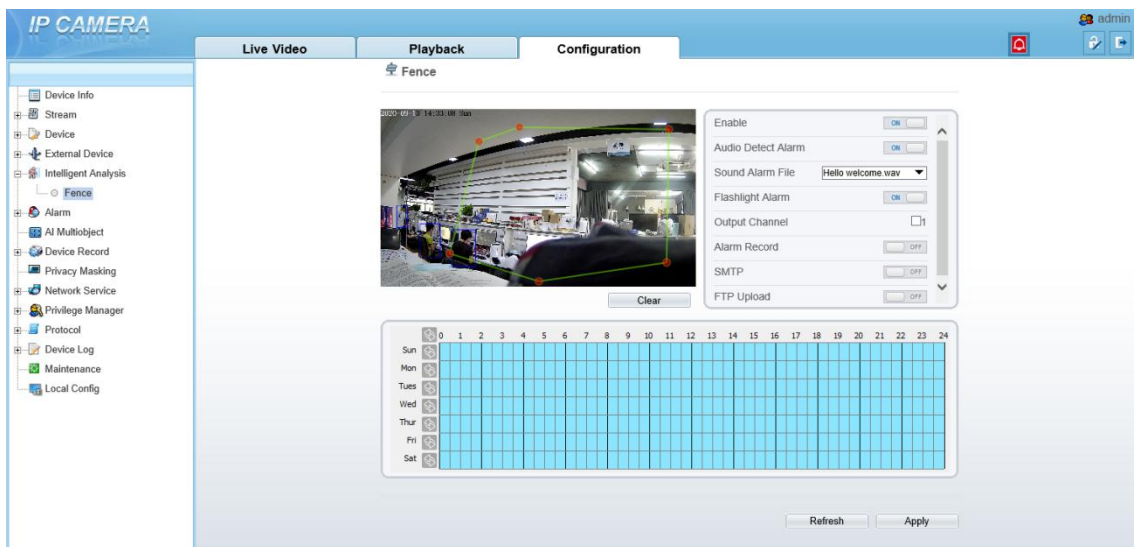 IP CAMERA
admin
Live Video Playback Configuration
Fence
Device Info
Stream
Device
External Device
Intelligent Analysis
Fence
Alarm
AI Multiobject
Device Record
Privacy Masking
Network Service
Privilege Manager
Protocol
Device Log
Maintenance
Local Config
14:33:08 Sun
Enable ON
Audio Detect Alarm ON
Sound Alarm File Hello welcome.wav
Flashlight Alarm ON
Output Channel 1
Alarm Record OFF
SMTP OFF
FTP Upload OFF
Clear
0 1 2 3 4 5 6 7 8 9 10 11 12 13 14 15 16 17 18 19 20 21 22 23 24
Sun
Mon
Tues
Wed
Thur
Fri
Sat
Refresh Apply